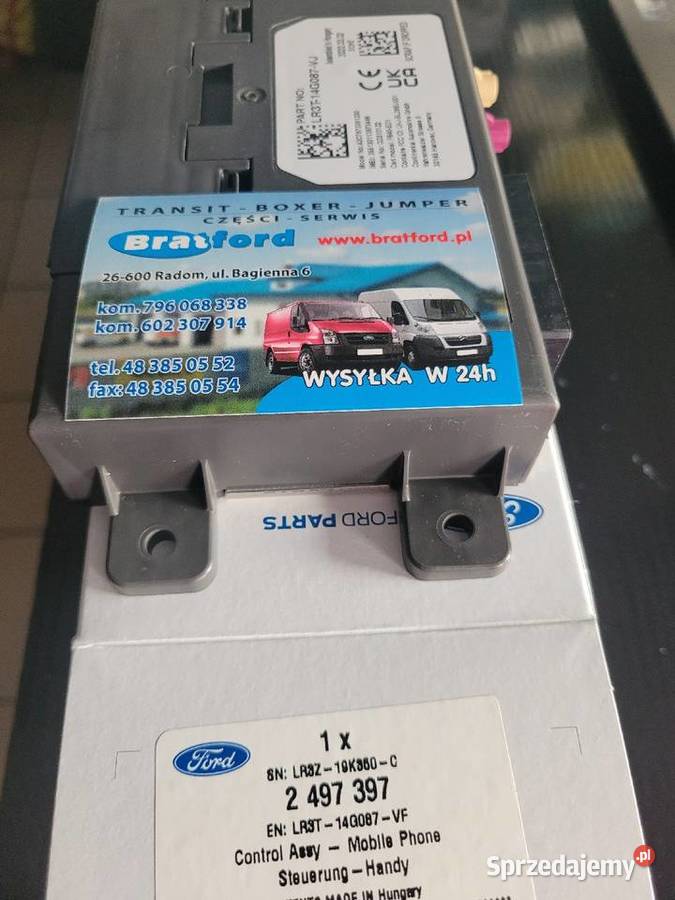 PART NO:
LR3T-14G087-VJ
CE
UK
CA
TRANSIT - BOXER - JUMPER
CZĘŚCI - SERWIS
Bratford www.bratford.pl
26-600 Radom, ul. Bagienna 6
kom. 796 068 338
kom. 602 307 914
tel. 48 385 05 52
fax: 48 385 05 54
WYSYŁKA W 24h
FORD PARTS
Ford
1 x
SN: LR3Z-19K350-C
2 497 397
EN: LR3T-14G087-VF
Control Assy - Mobile Phone
Steuerung-Handy
MADE IN Hungary
Sprzedajemy.pl